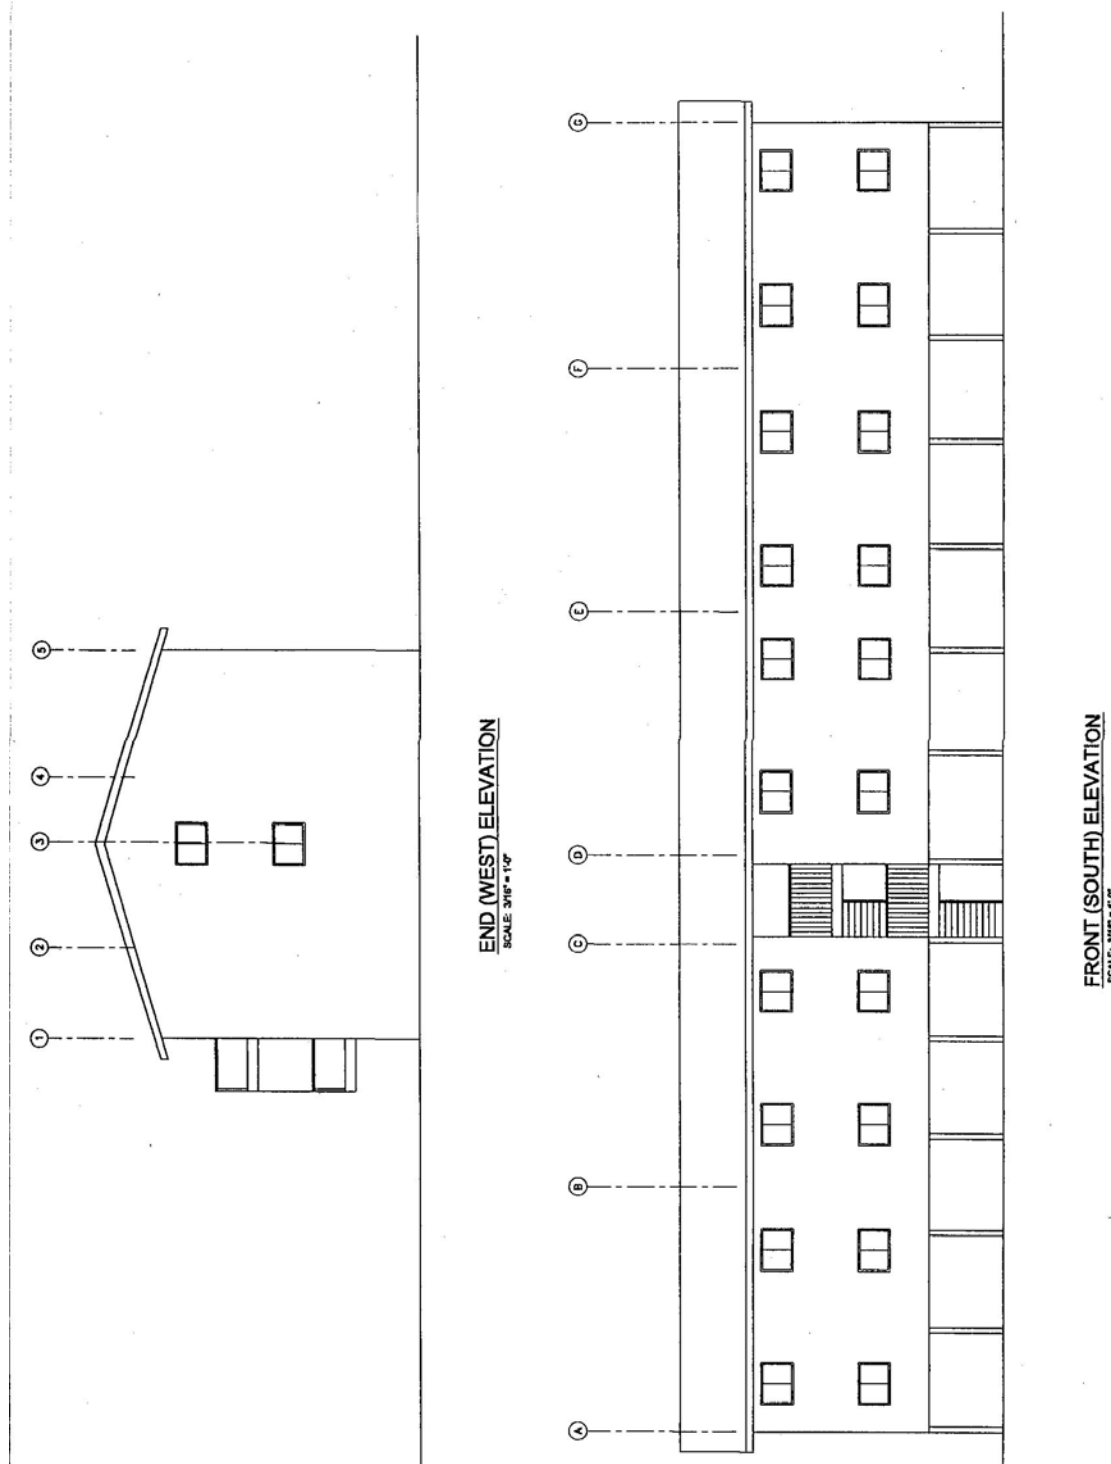 5
4
3
2
1
END (WEST) ELEVATION
SCALE: 3/16" = 1'-0"
G
F
E
D
C
B
A
FRONT (SOUTH) ELEVATION